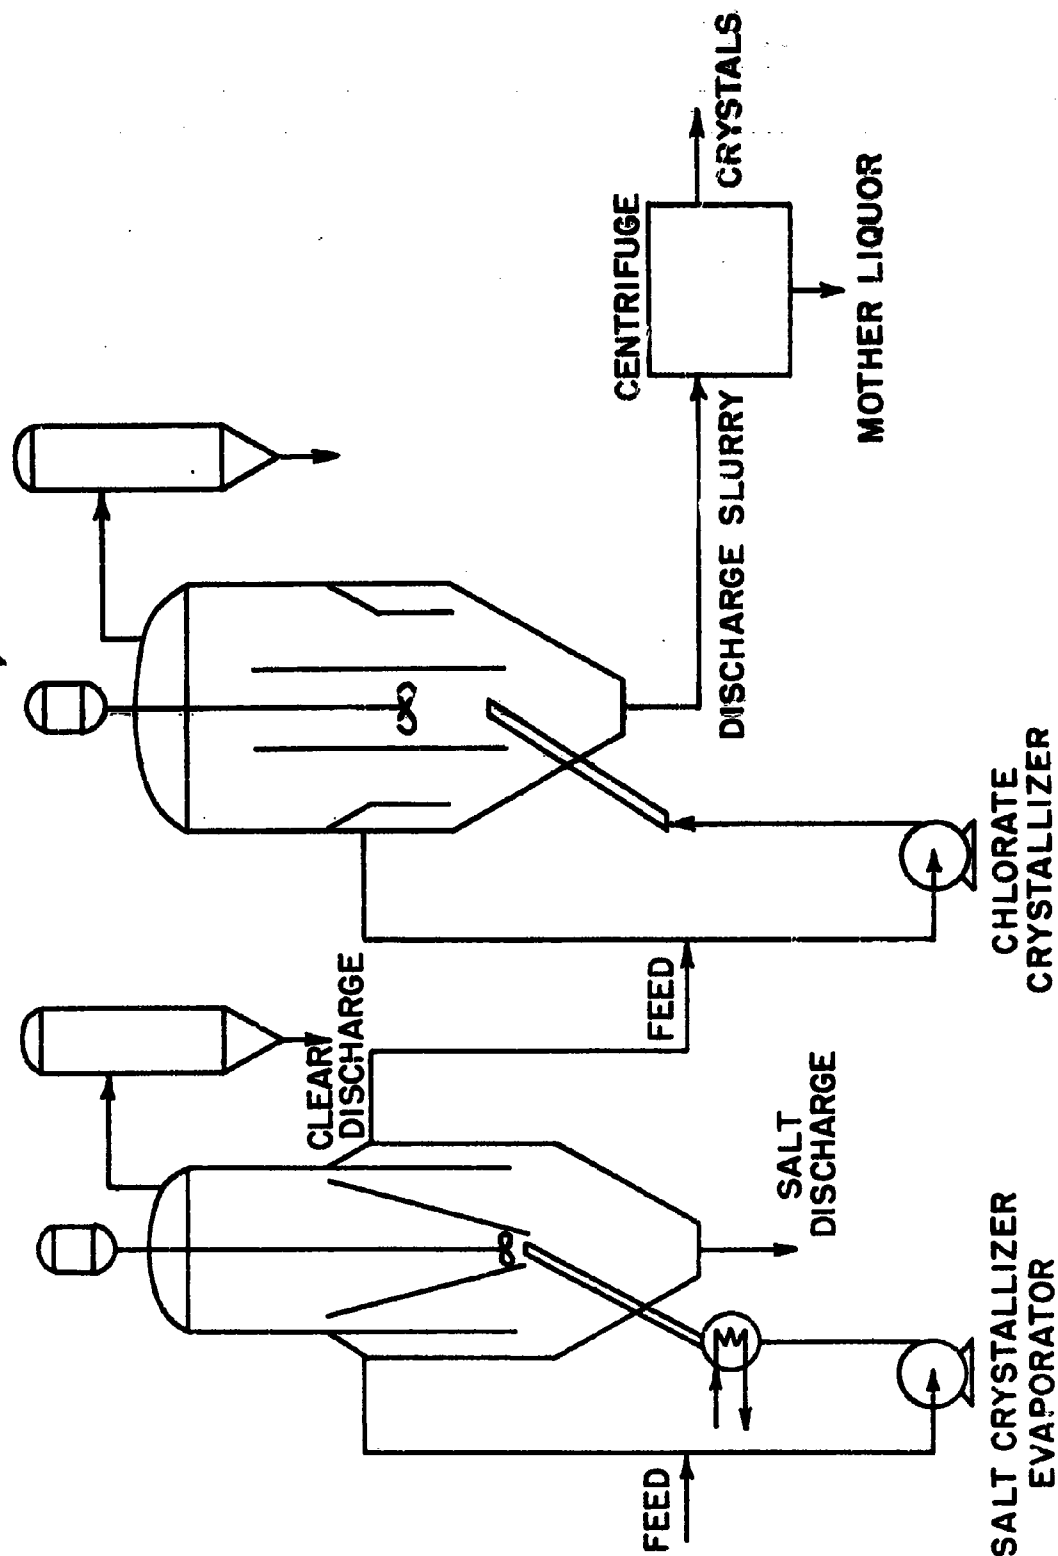 FEED
SALT CRYSTALLIZER
EVAPORATOR
SALT
DISCHARGE
CLEAR
DISCHARGE
FEED
CHLORATE
CRYSTALLIZER
DISCHARGE SLURRY
CENTRIFUGE
MOTHER LIQUOR
CRYSTALS